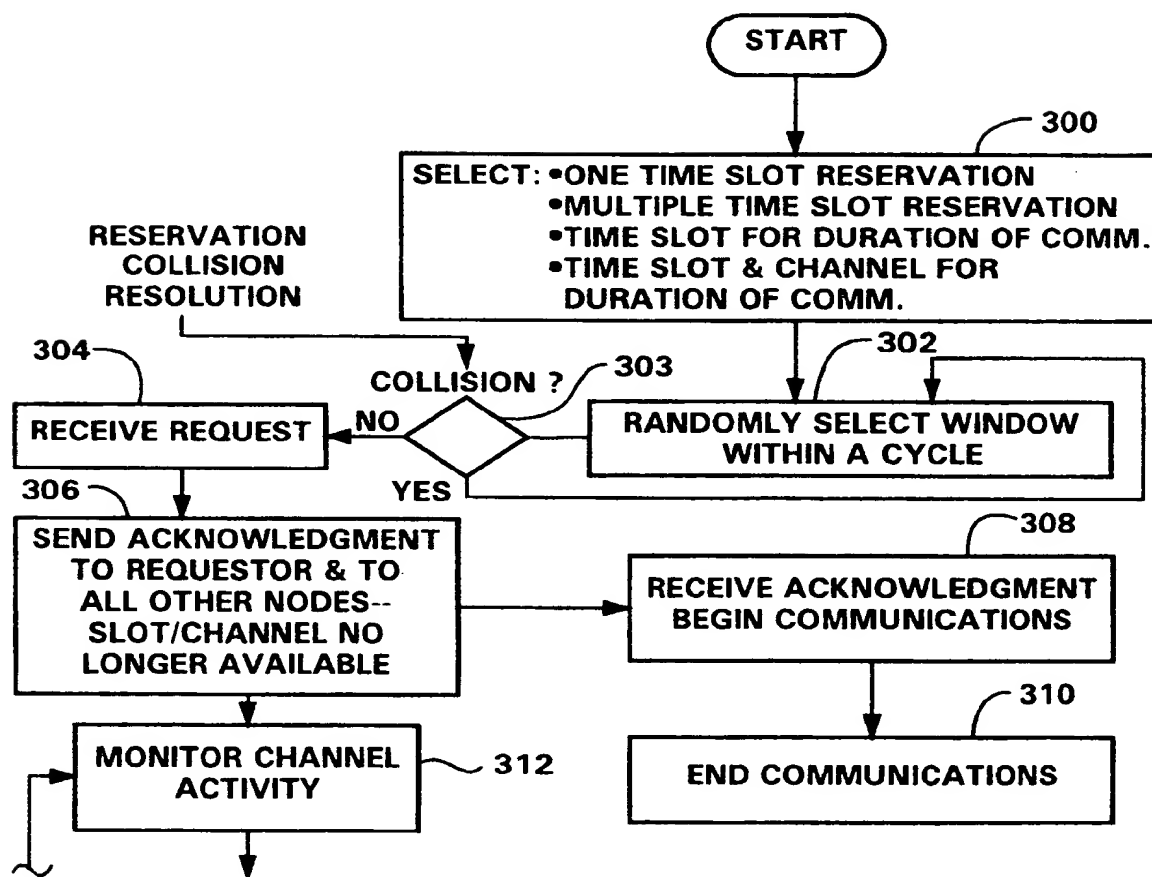 START
300
SELECT: •ONE TIME SLOT RESERVATION
•MULTIPLE TIME SLOT RESERVATION
•TIME SLOT FOR DURATION OF COMM.
•TIME SLOT & CHANNEL FOR
DURATION OF COMM.
RESERVATION
COLLISION
RESOLUTION
302
304
COLLISION ?
303
RANDOMLY SELECT WINDOW
WITHIN A CYCLE
NO
RECEIVE REQUEST
YES
306
SEND ACKNOWLEDGMENT
TO REQUESTOR & TO
ALL OTHER NODES--
SLOT/CHANNEL NO
LONGER AVAILABLE
308
RECEIVE ACKNOWLEDGMENT
BEGIN COMMUNICATIONS
310
END COMMUNICATIONS
MONITOR CHANNEL
ACTIVITY
312